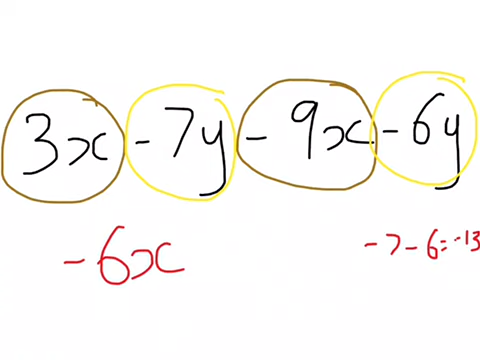 3x - 7y - 9x - 6y
- 6x
- 7 - 6 = -13